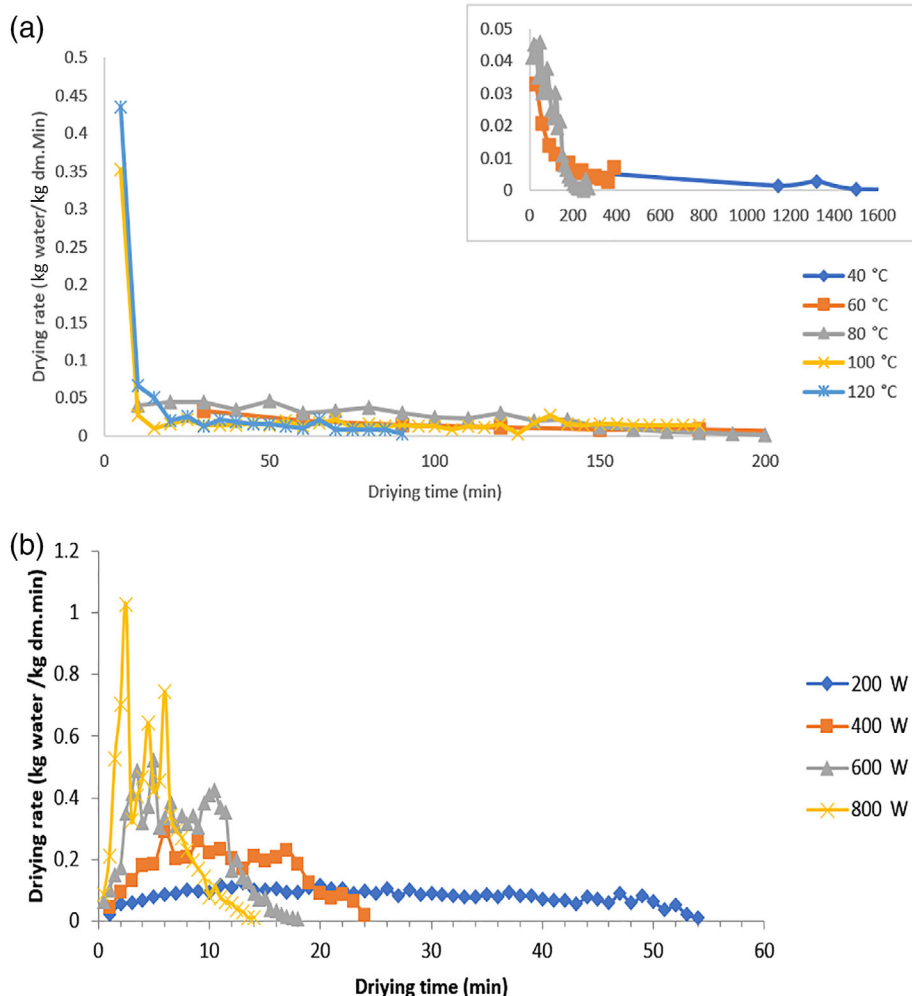 (a)
Drying rate (kg water/kg dm.Min)
0.5
0.45
0.4
0.35
0.3
0.25
0.2
0.15
0.1
0.05
0
0 50 100 150 200
Driying time (min)
0.05
0.04
0.03
0.02
0.01
0
0 200 400 600 800 1000 1200 1400 1600
40 °C
60 °C
80 °C
100 °C
120 °C
(b)
Driying rate (kg water /kg dm.min)
1.2
1
0.8
0.6
0.4
0.2
0
0 10 20 30 40 50 60
Driying time (min)
200 W
400 W
600 W
800 W